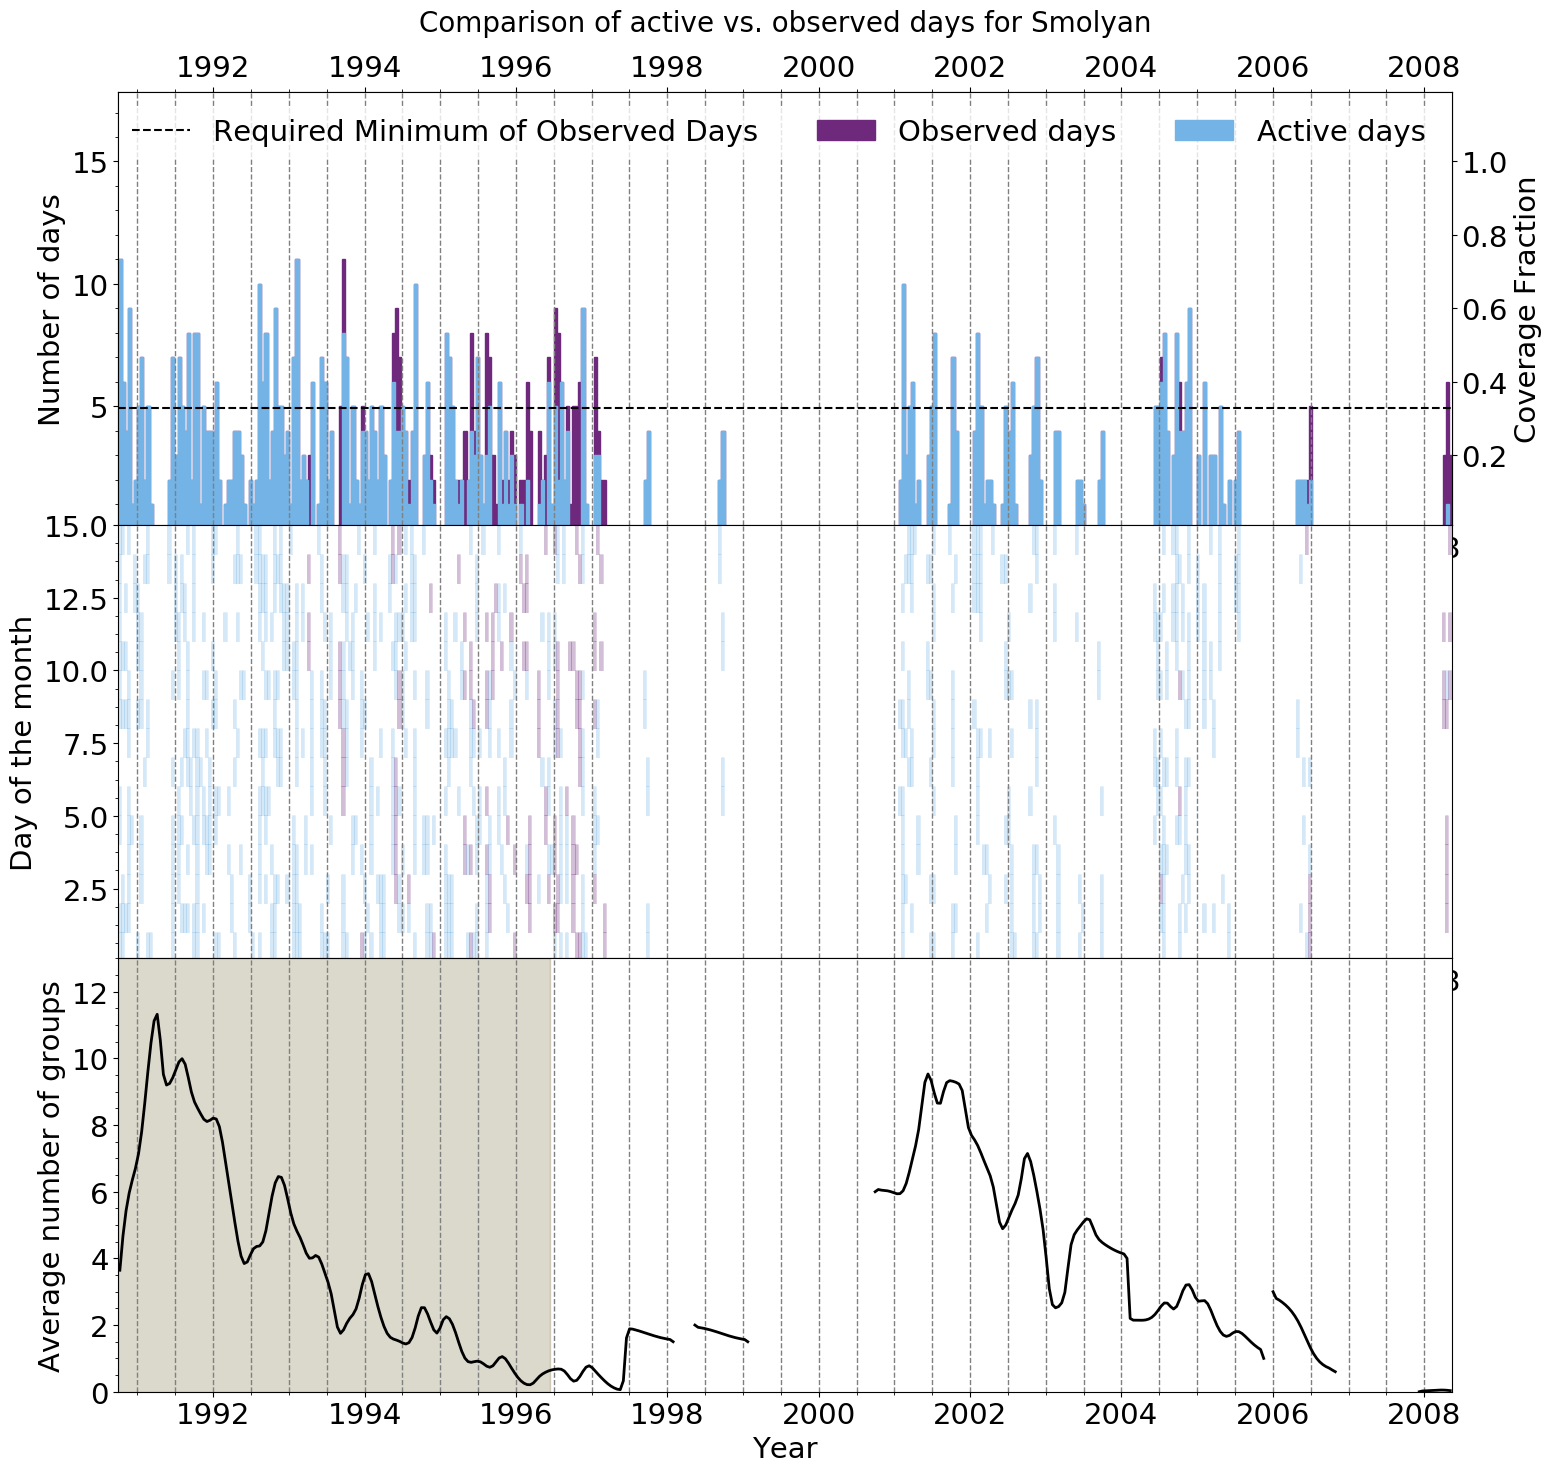 Comparison of active vs. observed days for Smolyan
1992 1994 1996 1998 2000 2002 2004 2006 2008
Required Minimum of Observed Days Observed days Active days
Number of days
15
10
5
Coverage Fraction
1.0
0.8
0.6
0.4
0.2
Day of the month
15.0
12.5
10.0
7.5
5.0
2.5
Average number of groups
12
10
8
6
4
2
0
1992 1994 1996 1998 2000 2002 2004 2006 2008
Year